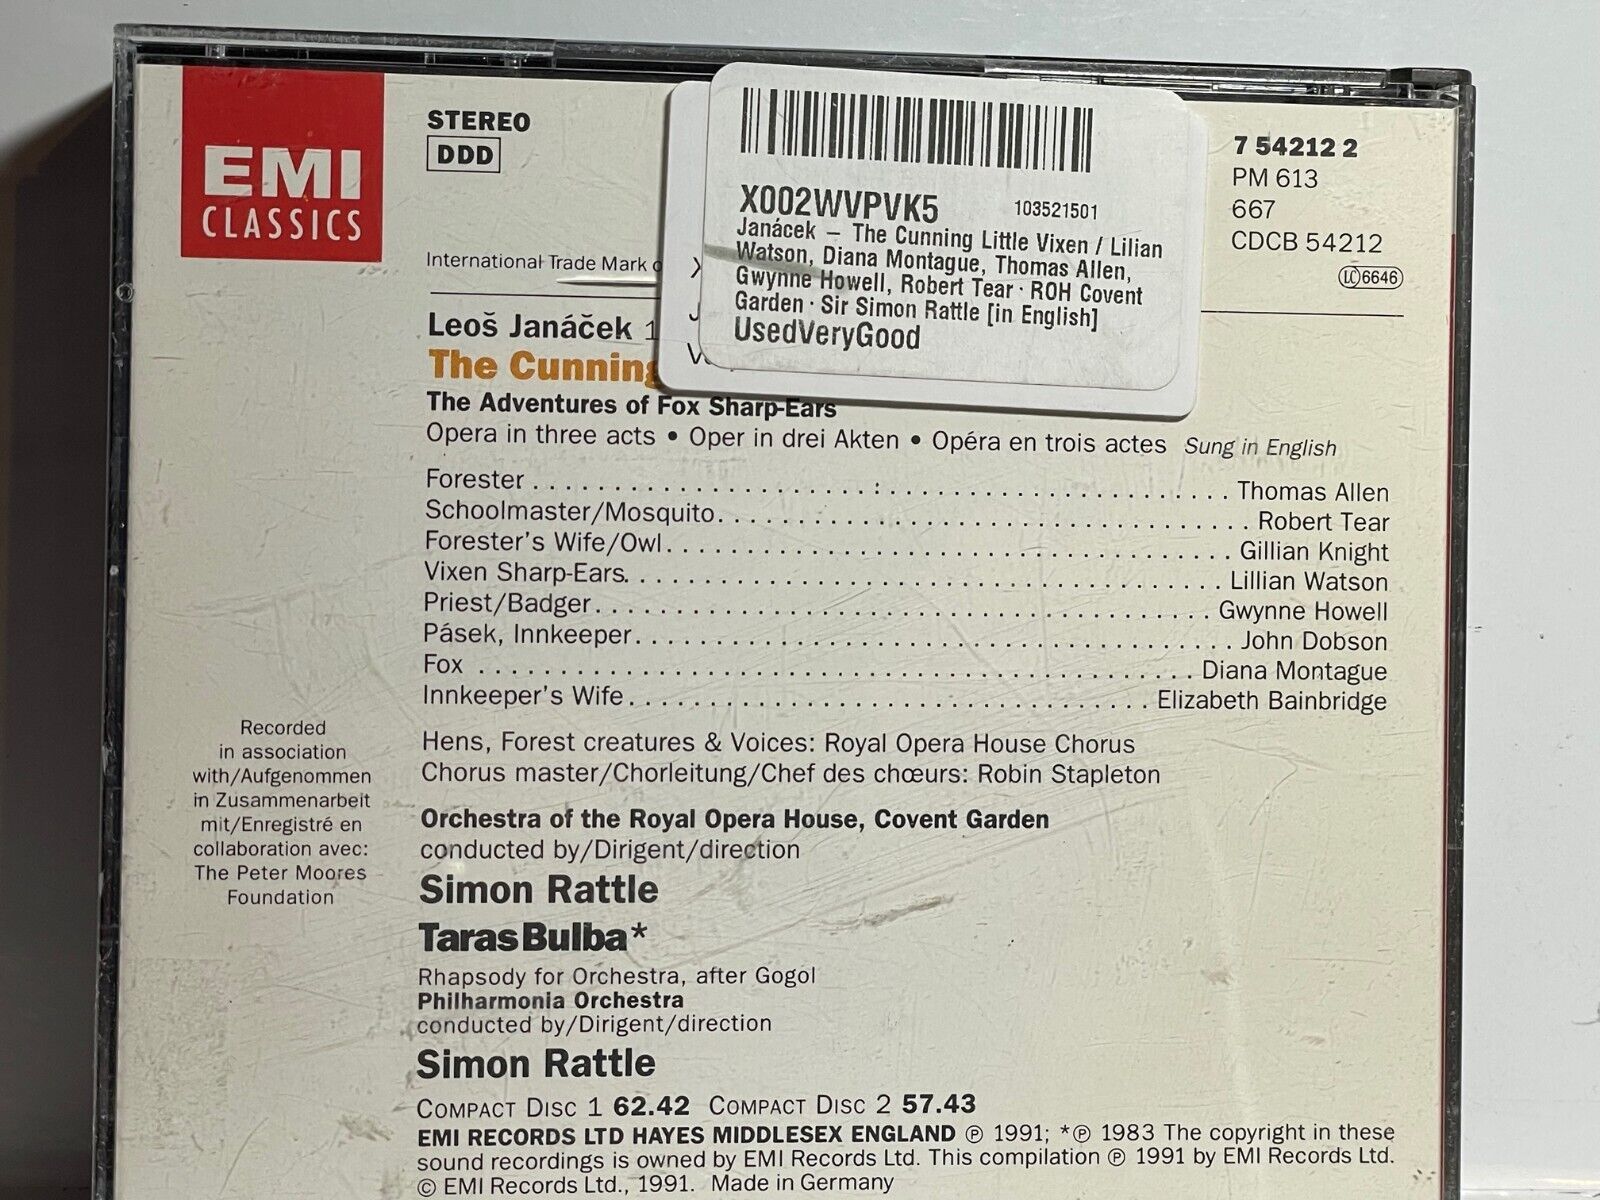 EMI
CLASSICS
STEREO
DDD
International Trade Mark
7 54212 2
PM 613
667
CDCB 54212
LC 6646
X002WVPVK5 103521501
Janácek – The Cunning Little Vixen / Lilian
Watson, Diana Montague, Thomas Allen,
Gwynne Howell, Robert Tear · ROH Covent
Garden · Sir Simon Rattle [in English]
UsedVeryGood
Leoš Janáček
The Cunning
The Adventures of Fox Sharp-Ears
Opera in three acts • Oper in drei Akten • Opéra en trois actes Sung in English
Forester . . . . . . . . . . . . . . . . . . . . Thomas Allen
Schoolmaster/Mosquito. . . . . . . . . . . . . . . . . . . . Robert Tear
Forester's Wife/Owl. . . . . . . . . . . . . . . . . . . . Gillian Knight
Vixen Sharp-Ears. . . . . . . . . . . . . . . . . . . . Lillian Watson
Priest/Badger. . . . . . . . . . . . . . . . . . . . Gwynne Howell
Pásek, Innkeeper. . . . . . . . . . . . . . . . . . . . John Dobson
Fox . . . . . . . . . . . . . . . . . . . . Diana Montague
Innkeeper's Wife. . . . . . . . . . . . . . . . . . . . Elizabeth Bainbridge
Hens, Forest creatures & Voices: Royal Opera House Chorus
Chorus master/Chorleitung/Chef des chœurs: Robin Stapleton
Recorded
in association
with/Aufgenommen
in Zusammenarbeit
mit/Enregistré en
collaboration avec:
The Peter Moores
Foundation
Orchestra of the Royal Opera House, Covent Garden
conducted by/Dirigent/direction
Simon Rattle
Taras Bulba*
Rhapsody for Orchestra, after Gogol
Philharmonia Orchestra
conducted by/Dirigent/direction
Simon Rattle
COMPACT DISC 1 62.42 COMPACT DISC 2 57.43
EMI RECORDS LTD HAYES MIDDLESEX ENGLAND ℗ 1991; *℗ 1983 The copyright in these
sound recordings is owned by EMI Records Ltd. This compilation ℗ 1991 by EMI Records Ltd.
© EMI Records Ltd., 1991. Made in Germany